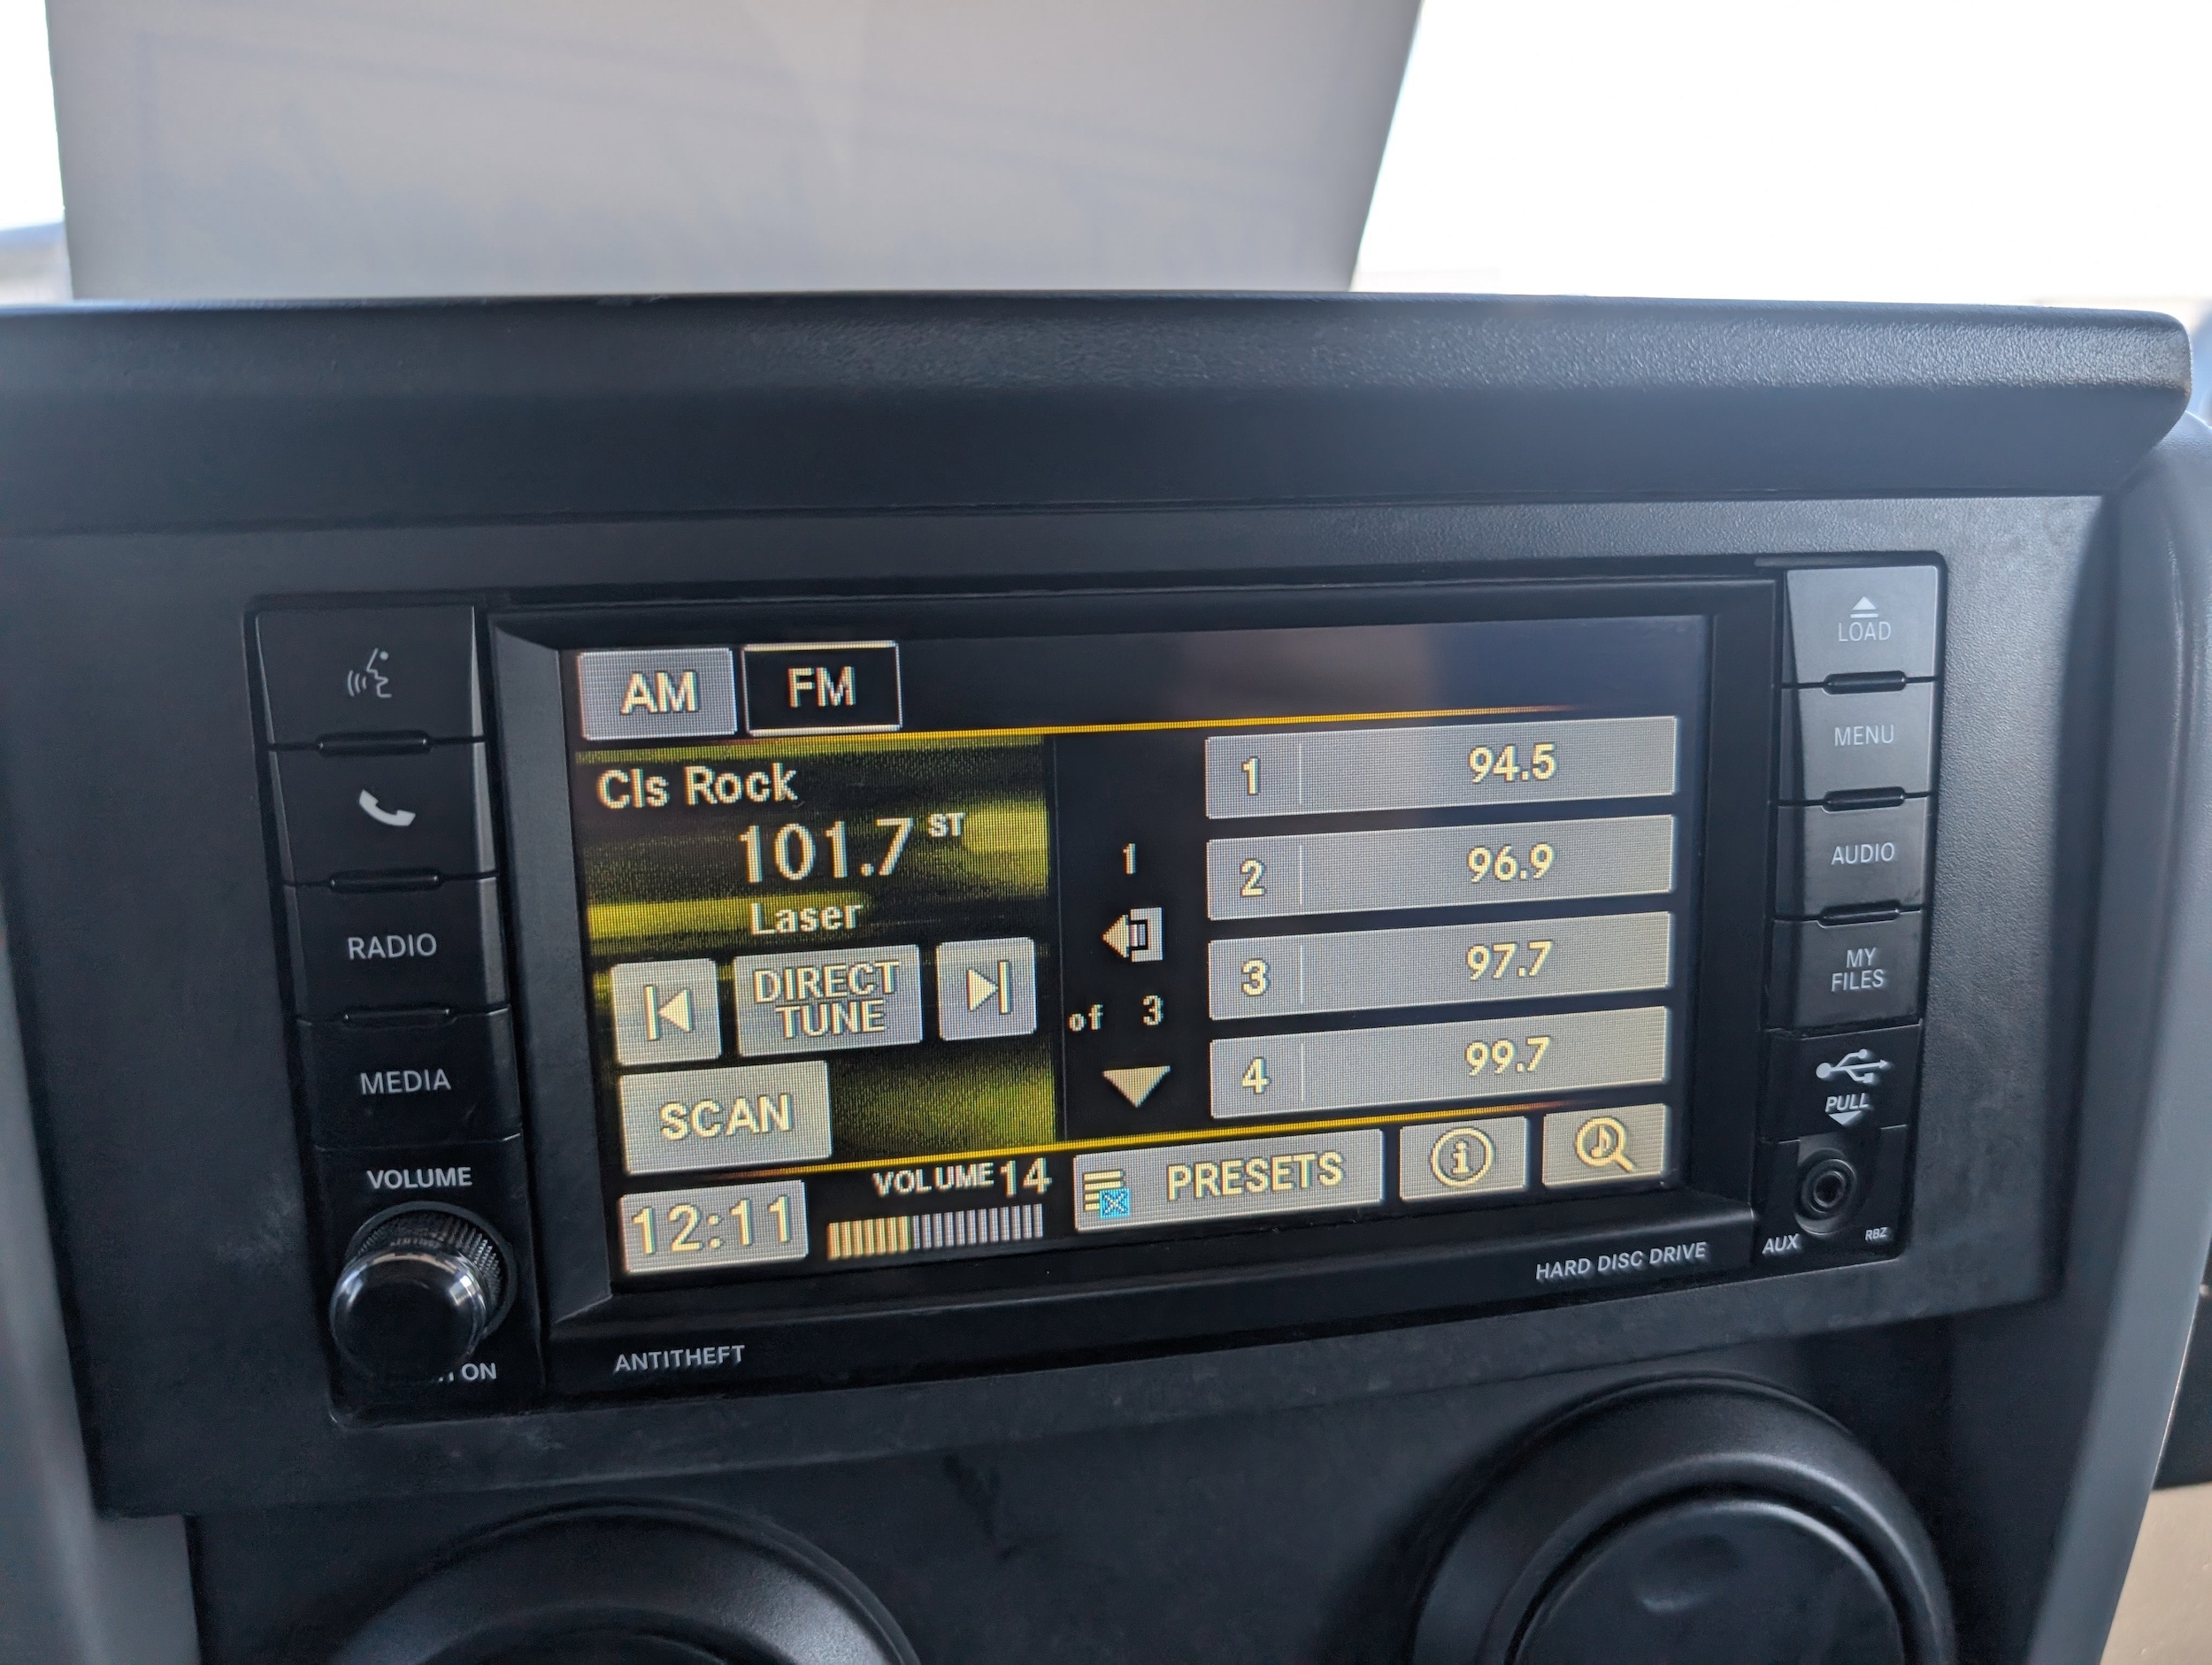 LOAD
MENU
AUDIO
MY
FILES
PULL
AUX
RBZ
HARD DISC DRIVE
RADIO
MEDIA
VOLUME
ON
ANTITHEFT
AM
FM
Cls Rock
101.7 ST
Laser
DIRECT
TUNE
SCAN
12:11
VOLUME 14
1
of 3
1 94.5
2 96.9
3 97.7
4 99.7
PRESETS
i